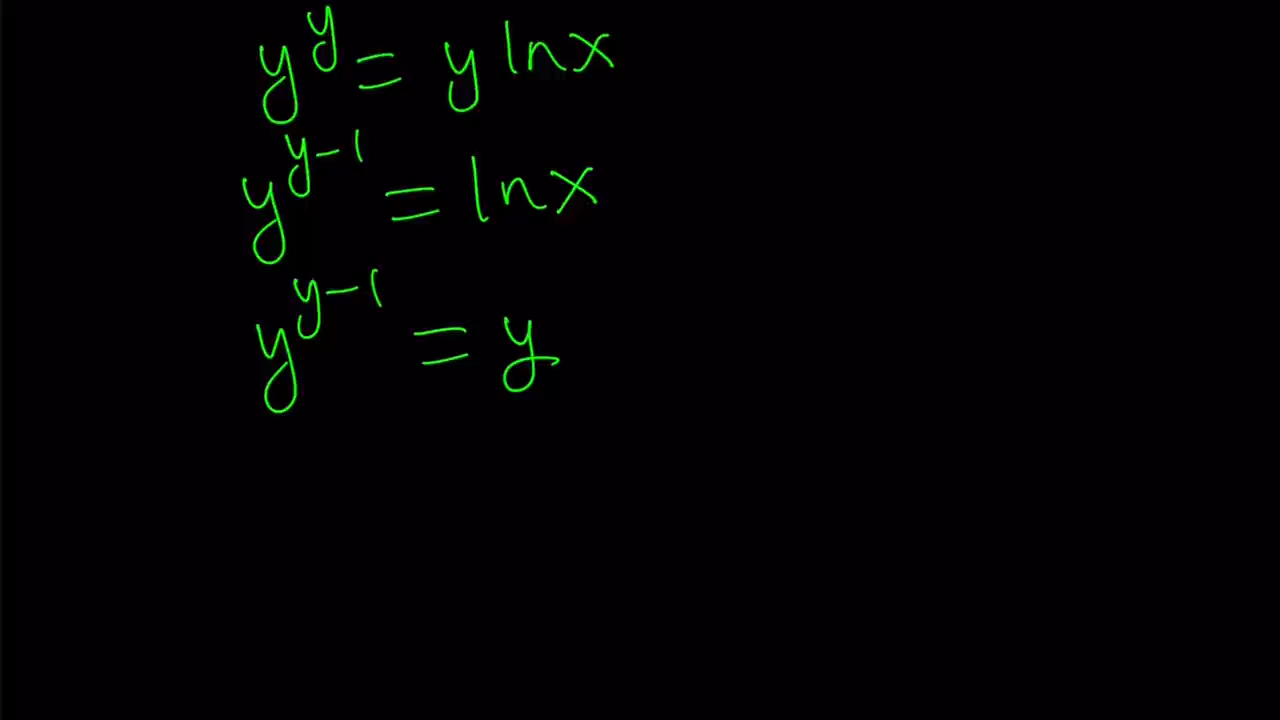 y^y = y ln x
y^{y-1} = ln x
y^{y-1} = y